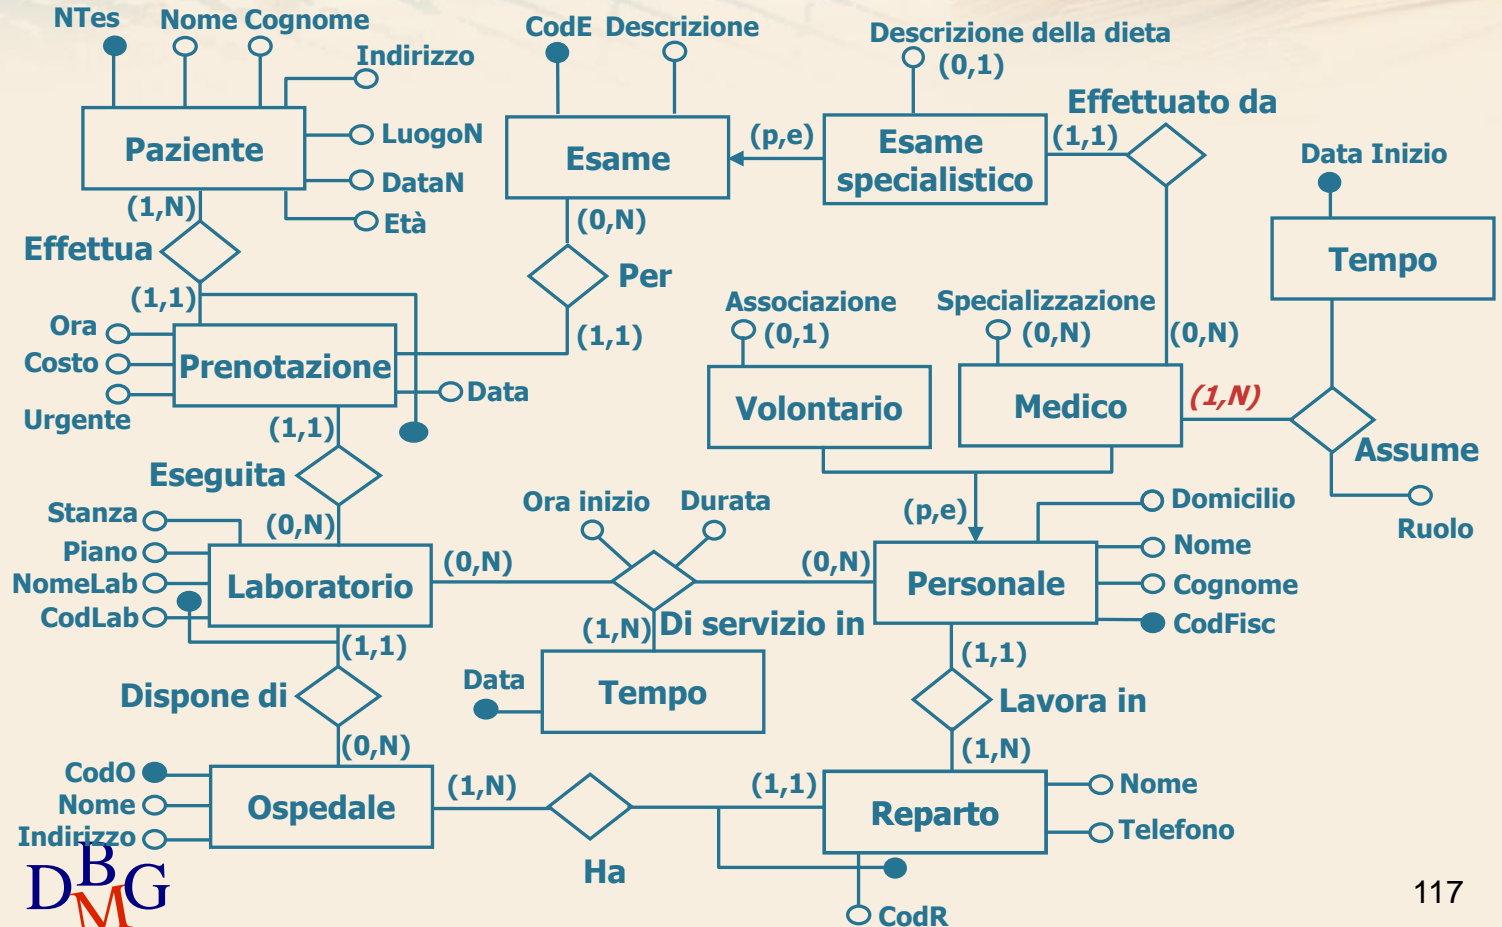 NTes Nome Cognome CodE Descrizione Descrizione della dieta
(0,1)
Indirizzo
Effettuato da
Paziente LuogoN Esame (p,e) Esame specialistico (1,1) Data Inizio
DataN
(1,N) Età (0,N) Tempo
Effettua Per
(1,1) Associazione (0,1) Specializzazione (0,N) (0,N)
Ora (1,1)
Costo Prenotazione
Urgente Data Volontario Medico (1,N)
(1,1) Assume
Eseguita
Stanza (0,N) Ora inizio Durata (p,e) Domicilio Ruolo
Piano Nome
NomeLab Laboratorio (0,N) (0,N) Personale Cognome
CodLab CodFisc
(1,1) (1,N) Di servizio in (1,1)
Dispone di Data Tempo Lavora in
(0,N) (1,N)
CodO
Nome Ospedale (1,N) (1,1) Reparto Nome
Indirizzo Telefono
Ha
DBMG CodR 117